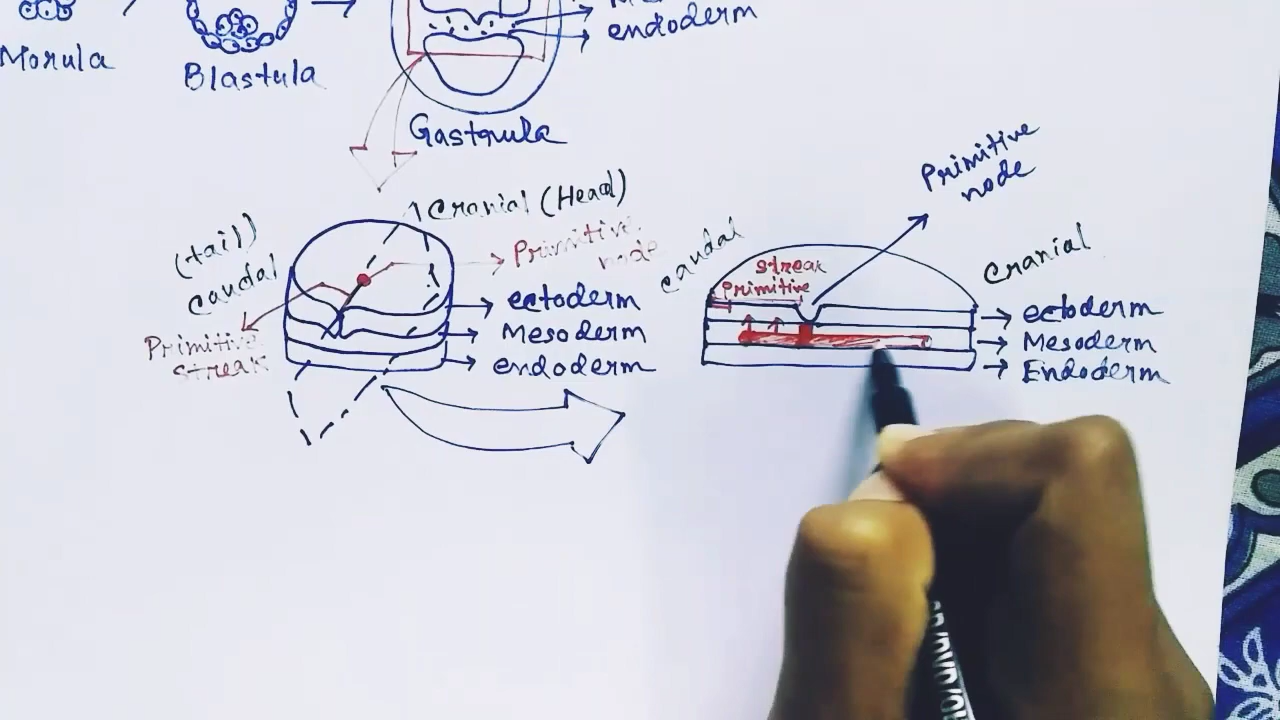 endoderm
Morula
Blastula
Gastrula
Cranial (Head)
(tail)
Caudal
Primitive
node
Primitive
streak
ectoderm
Mesoderm
endoderm
Primitive
node
Caudal
Cranial
streak
Primitive
ectoderm
Mesoderm
Endoderm